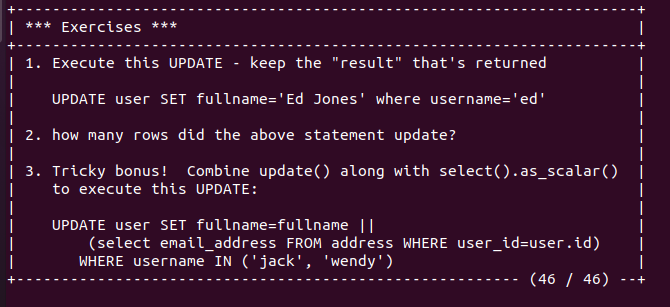 *** Exercises ***
1. Execute this UPDATE - keep the "result" that's returned
UPDATE user SET fullname='Ed Jones' where username='ed'
2. how many rows did the above statement update?
3. Tricky bonus!  Combine update() along with select().as_scalar()
to execute this UPDATE:
UPDATE user SET fullname=fullname ||
(select email_address FROM address WHERE user_id=user.id)
WHERE username IN ('jack', 'wendy')
(46 / 46)